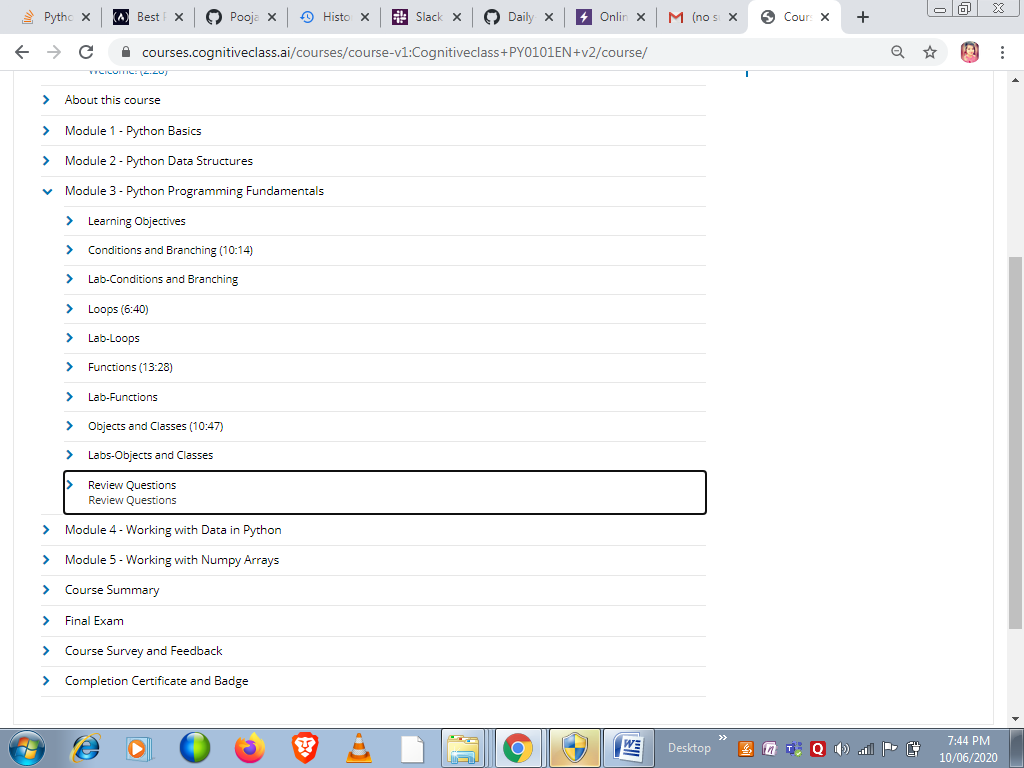 Pytho
Best
Pooja
Histo
Slack
Daily
Onlin
(no s
Cours
courses.cognitiveclass.ai/courses/course-v1:Cognitiveclass+PY0101EN+v2/course/
Welcome! (2:26)
About this course
Module 1 - Python Basics
Module 2 - Python Data Structures
Module 3 - Python Programming Fundamentals
Learning Objectives
Conditions and Branching (10:14)
Lab-Conditions and Branching
Loops (6:40)
Lab-Loops
Functions (13:28)
Lab-Functions
Objects and Classes (10:47)
Labs-Objects and Classes
Review Questions
Review Questions
Module 4 - Working with Data in Python
Module 5 - Working with Numpy Arrays
Course Summary
Final Exam
Course Survey and Feedback
Completion Certificate and Badge
Desktop
7:44 PM
10/06/2020